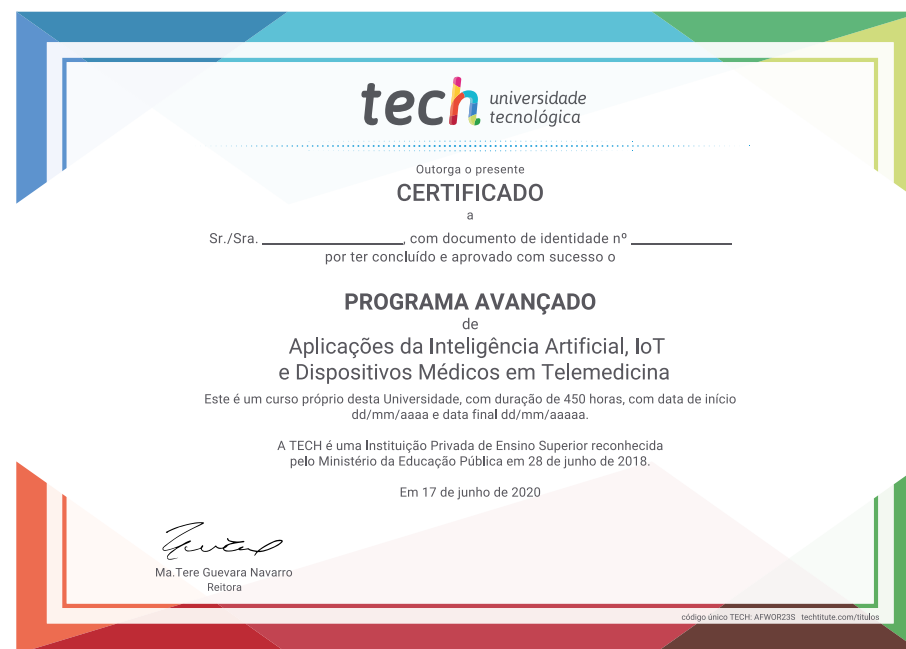 tech universidade
tecnológica
Outorga o presente
CERTIFICADO
a
Sr./Sra. ____________, com documento de identidade nº ____________
por ter concluído e aprovado com sucesso o
PROGRAMA AVANÇADO
de
Aplicações da Inteligência Artificial, IoT
e Dispositivos Médicos em Telemedicina
Este é um curso próprio desta Universidade, com duração de 450 horas, com data de início
dd/mm/aaaa e data final dd/mm/aaaaa.
A TECH é uma Instituição Privada de Ensino Superior reconhecida
pelo Ministério da Educação Pública em 28 de junho de 2018.
Em 17 de junho de 2020
Ma.Tere Guevara Navarro
Reitora
código único TECH: AFWOR23S techtitute.com/titulos